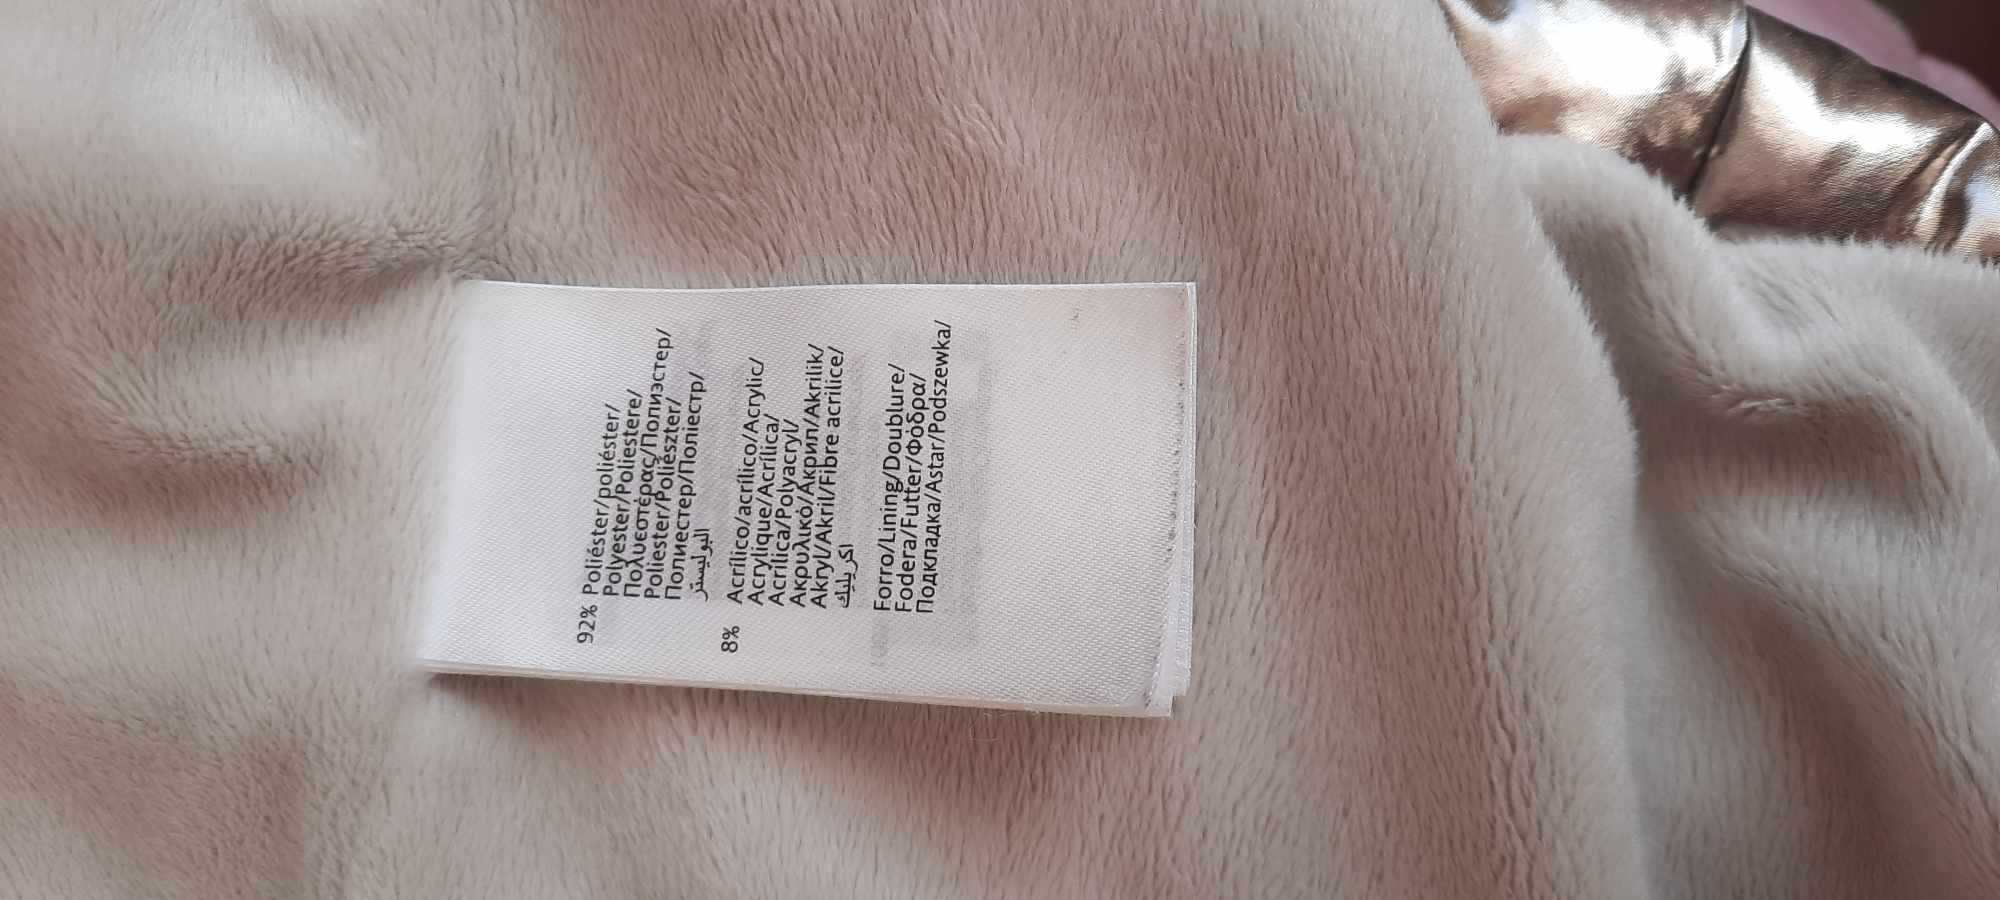 92% Poliéster/poliéster/
Polyester/Poliestere/
Πολυεστέρας/Полиэстер/
Poliester/Poliészter/
Полиестер/Поліестр/
البوليستر
8% Acrílico/acrílico/Acrylic/
Acrylique/Acrílica/
Acrilica/Polyacryl/
Ακρυλικό/Акрил/Akrilik/
Akryl/Akril/Fibre acrilice/
اكريليك
Forro/Lining/Doublure/
Fodera/Futter/Φόδρα/
Подкладка/Astar/Podszewka/